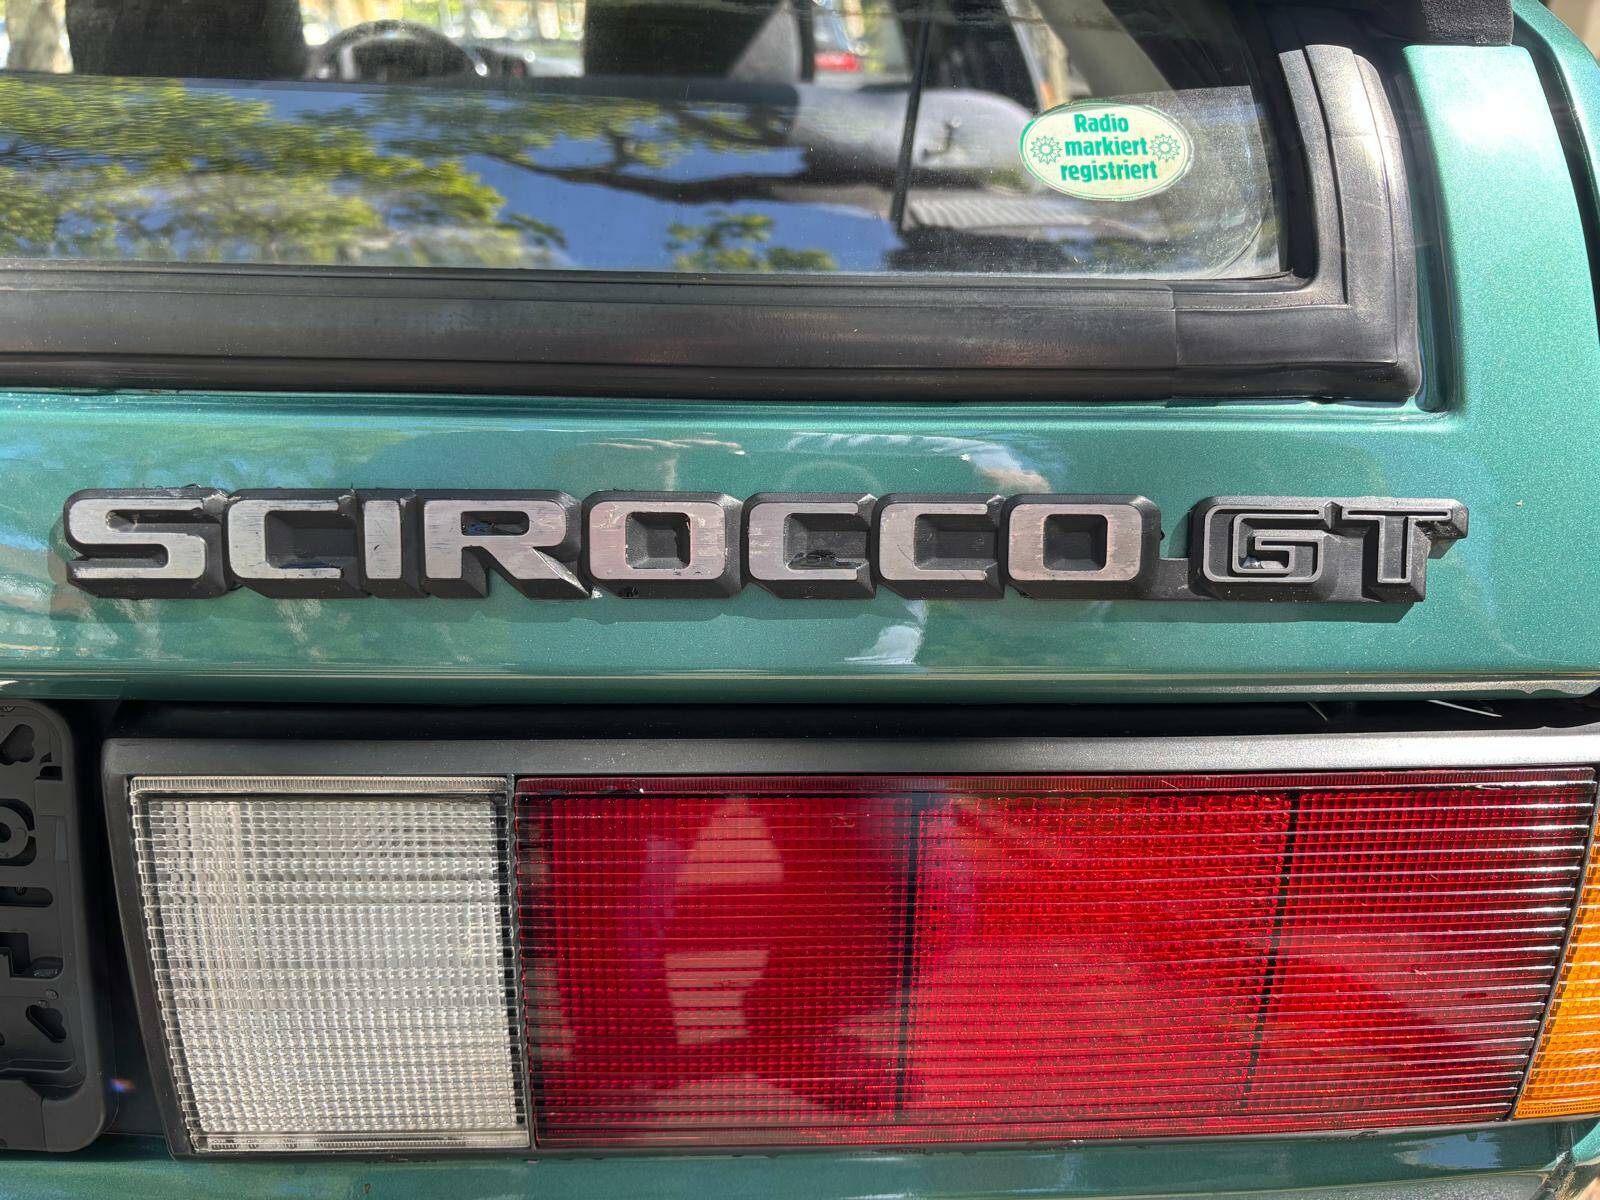 Radio
markiert
registriert
SCIROCCO GT